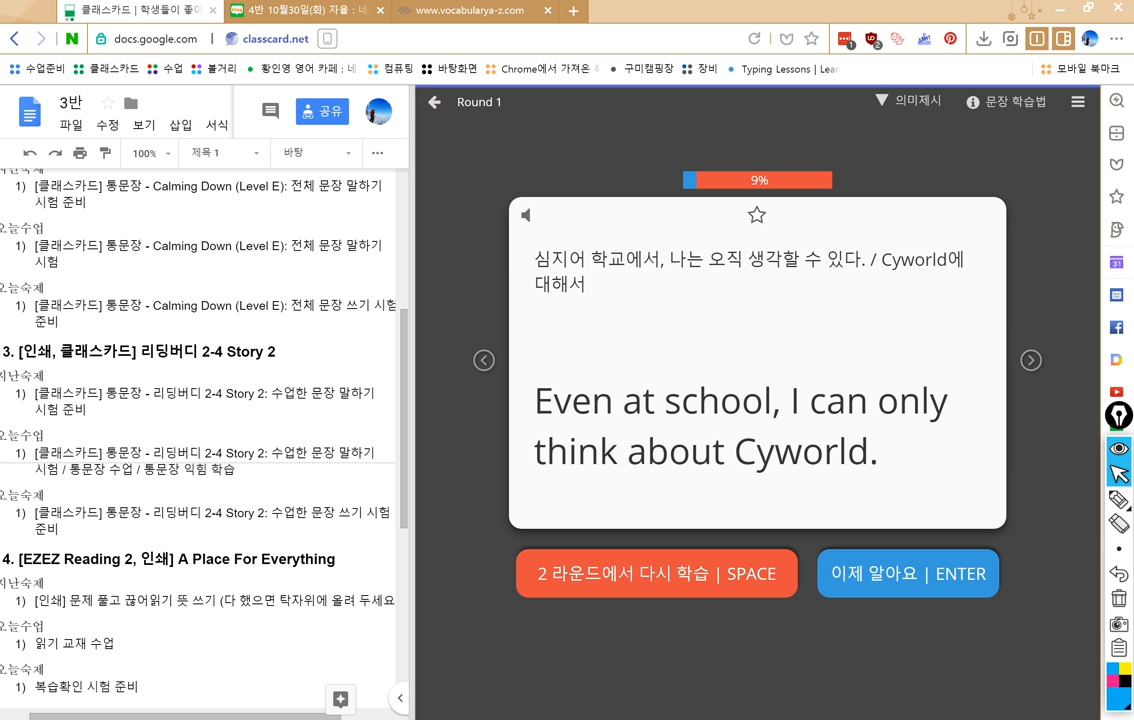 클래스카드 | 학생들이 좋아
4반 10월30일(화) 자율 : 네
www.vocabularya-z.com
docs.google.com
classcard.net
1
2
수업준비
클래스카드
수업
볼거리
황인영 영어 카페 : 네
컴퓨팅
바탕화면
Chrome에서 가져온
구미캠핑장
장비
Typing Lessons | Lear
모바일 북마크
3반
파일 수정 보기 삽입 서식
공유
100% 제목 1 바탕
지난숙제
1) [클래스카드] 통문장 - Calming Down (Level E): 전체 문장 말하기
시험 준비
오늘수업
1) [클래스카드] 통문장 - Calming Down (Level E): 전체 문장 말하기
시험
오늘숙제
1) [클래스카드] 통문장 - Calming Down (Level E): 전체 문장 쓰기 시험
준비
3. [인쇄, 클래스카드] 리딩버디 2-4 Story 2
지난숙제
1) [클래스카드] 통문장 - 리딩버디 2-4 Story 2: 수업한 문장 말하기
시험 준비
오늘수업
1) [클래스카드] 통문장 - 리딩버디 2-4 Story 2: 수업한 문장 말하기
시험 / 통문장 수업 / 통문장 익힘 학습
오늘숙제
1) [클래스카드] 통문장 - 리딩버디 2-4 Story 2: 수업한 문장 쓰기 시험
준비
4. [EZEZ Reading 2, 인쇄] A Place For Everything
지난숙제
1) [인쇄] 문제 풀고 끊어읽기 뜻 쓰기 (다 했으면 탁자위에 올려 두세요
오늘수업
1) 읽기 교재 수업
오늘숙제
1) 복습확인 시험 준비
Round 1
의미제시
문장 학습법
9%
심지어 학교에서, 나는 오직 생각할 수 있다. / Cyworld에
대해서
Even at school, I can only
think about Cyworld.
2 라운드에서 다시 학습 | SPACE
이제 알아요 | ENTER
31